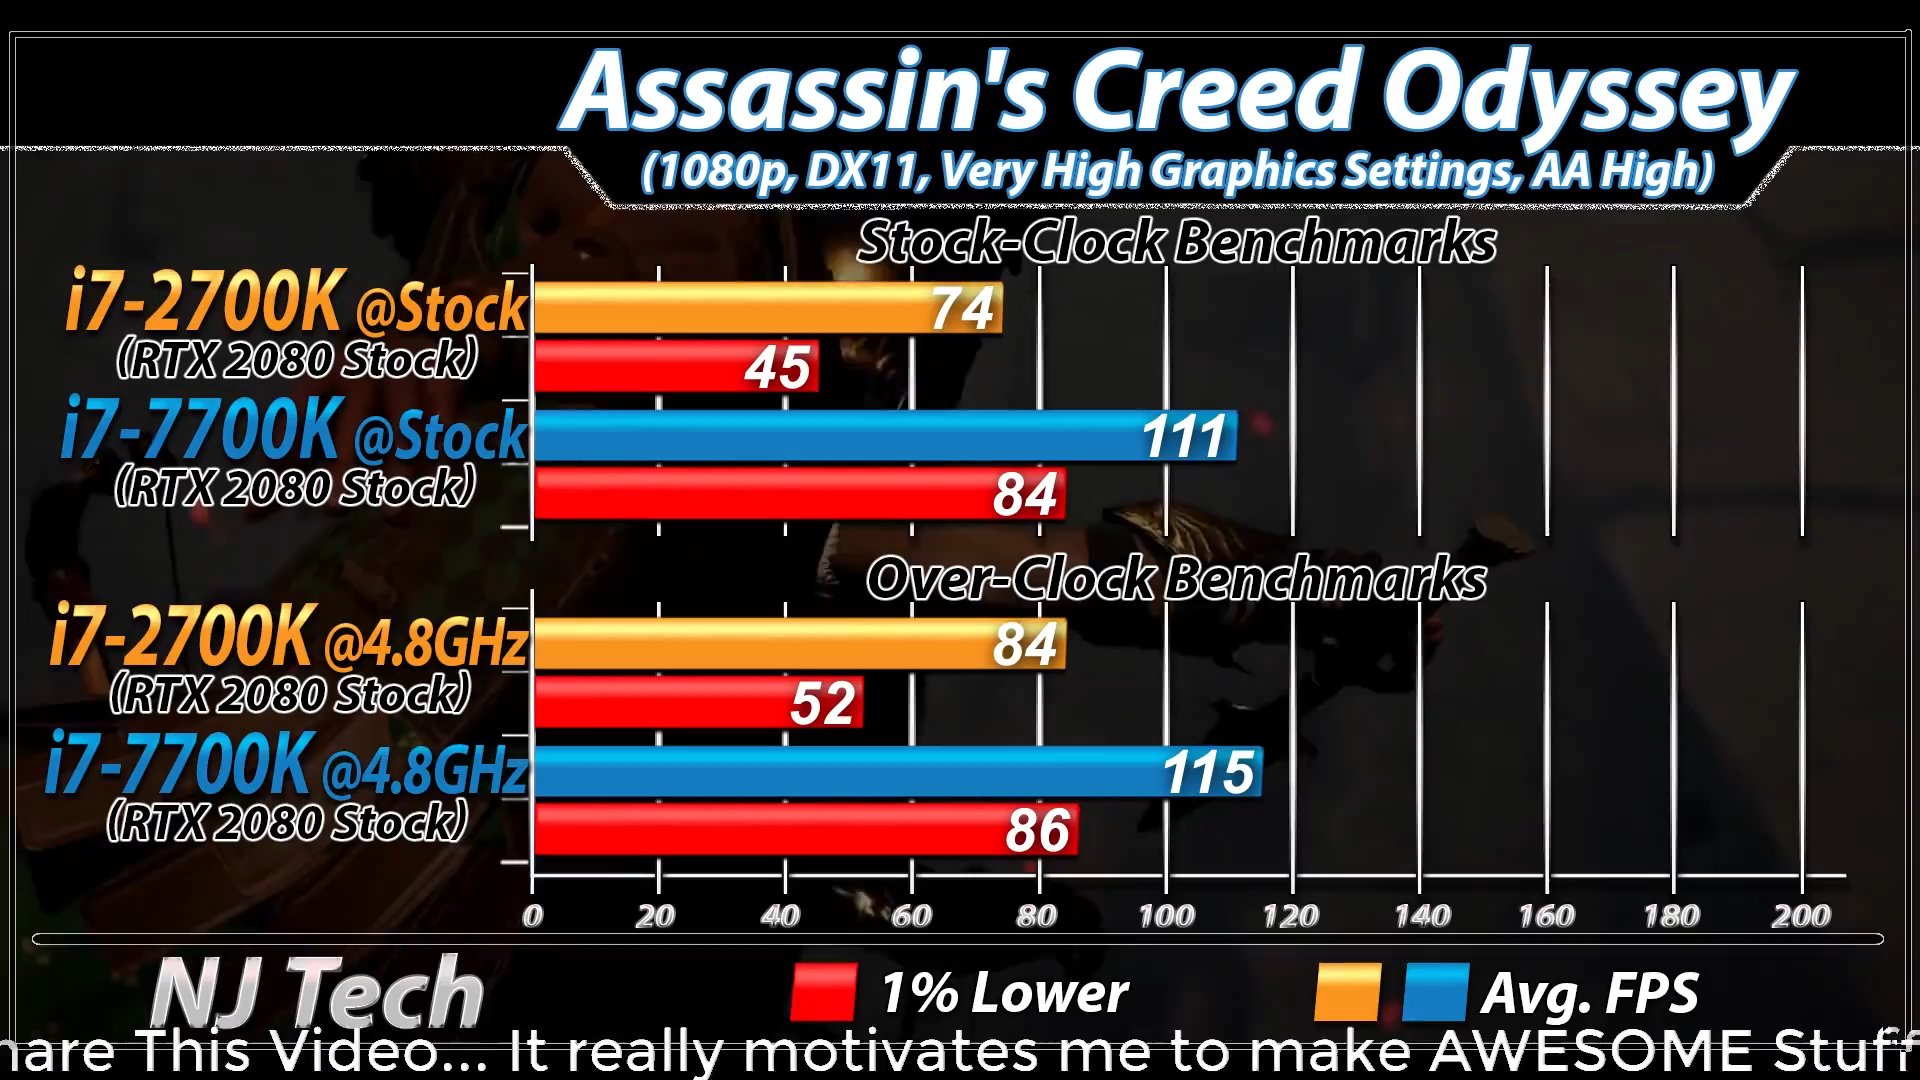 Assassin's Creed Odyssey
(1080p, DX11, Very High Graphics Settings, AA High)
Stock-Clock Benchmarks
i7-2700K @Stock
(RTX 2080 Stock)
74
45
i7-7700K @Stock
(RTX 2080 Stock)
111
84
Over-Clock Benchmarks
i7-2700K @4.8GHz
(RTX 2080 Stock)
84
52
i7-7700K @4.8GHz
(RTX 2080 Stock)
115
86
0 20 40 60 80 100 120 140 160 180 200
NJ Tech
1% Lower
Avg. FPS
hare This Video... It really motivates me to make AWESOME Stuff